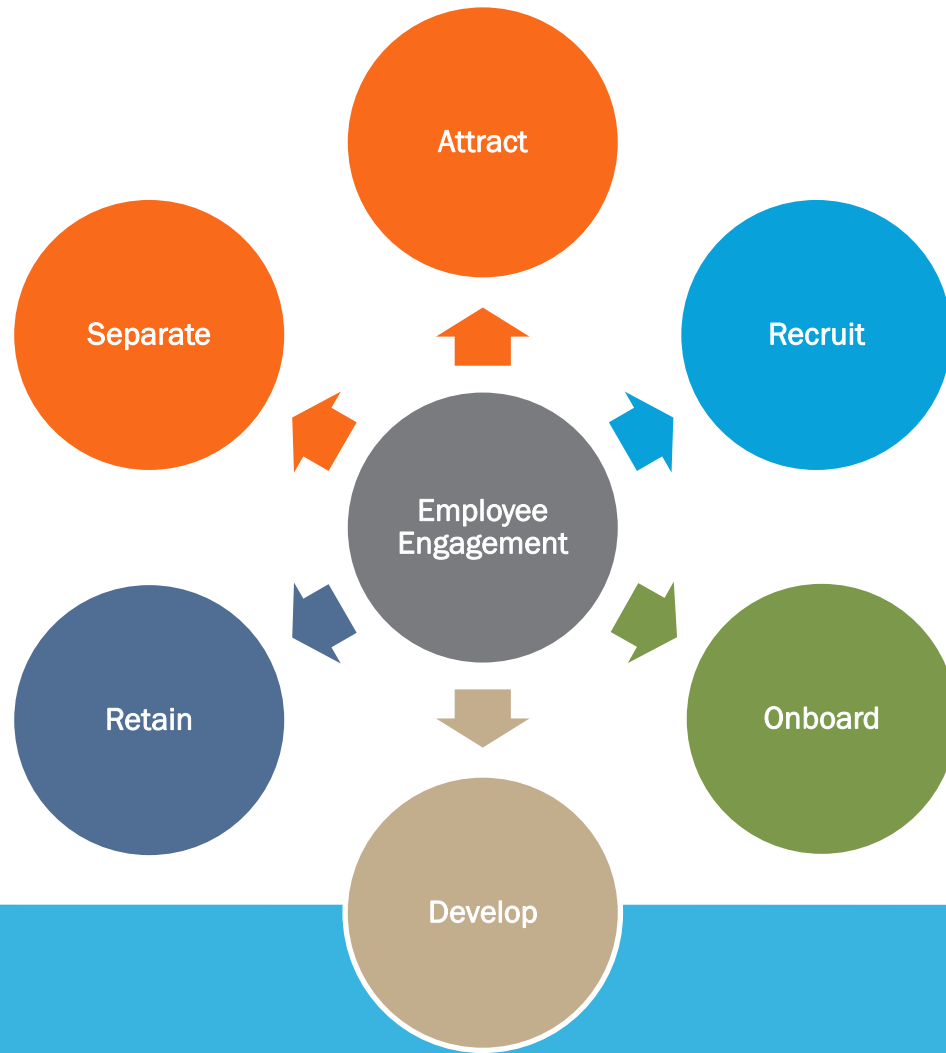 Attract
Separate
Recruit
Employee
Engagement
Retain
Onboard
Develop